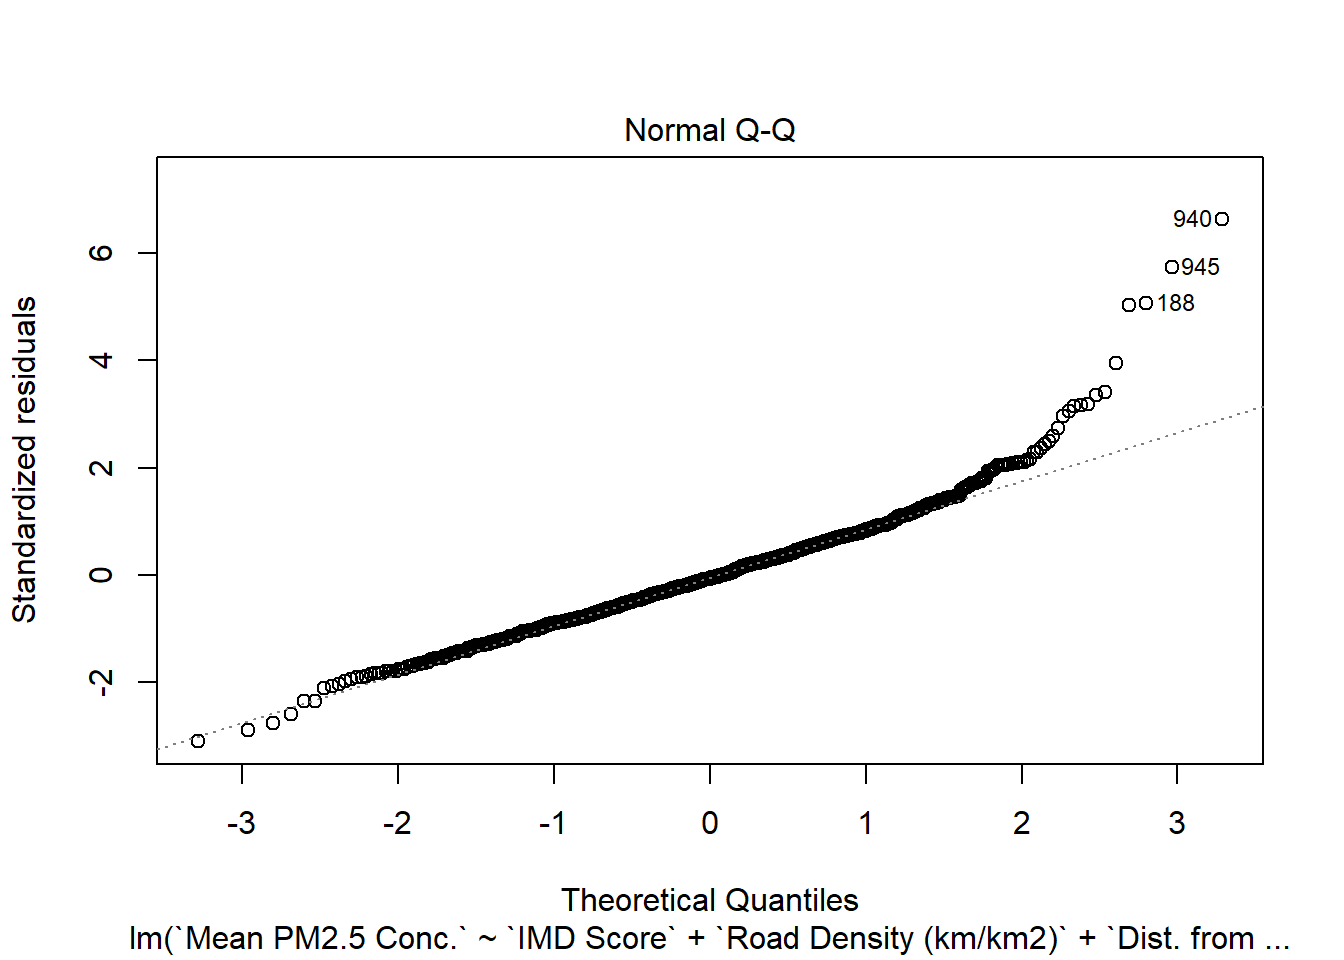 Normal Q-Q
Standardized residuals
6
4
2
0
-2
940
945
188
-3 -2 -1 0 1 2 3
Theoretical Quantiles
lm(`Mean PM2.5 Conc.` ~ `IMD Score` + `Road Density (km/km2)` + `Dist. from ...